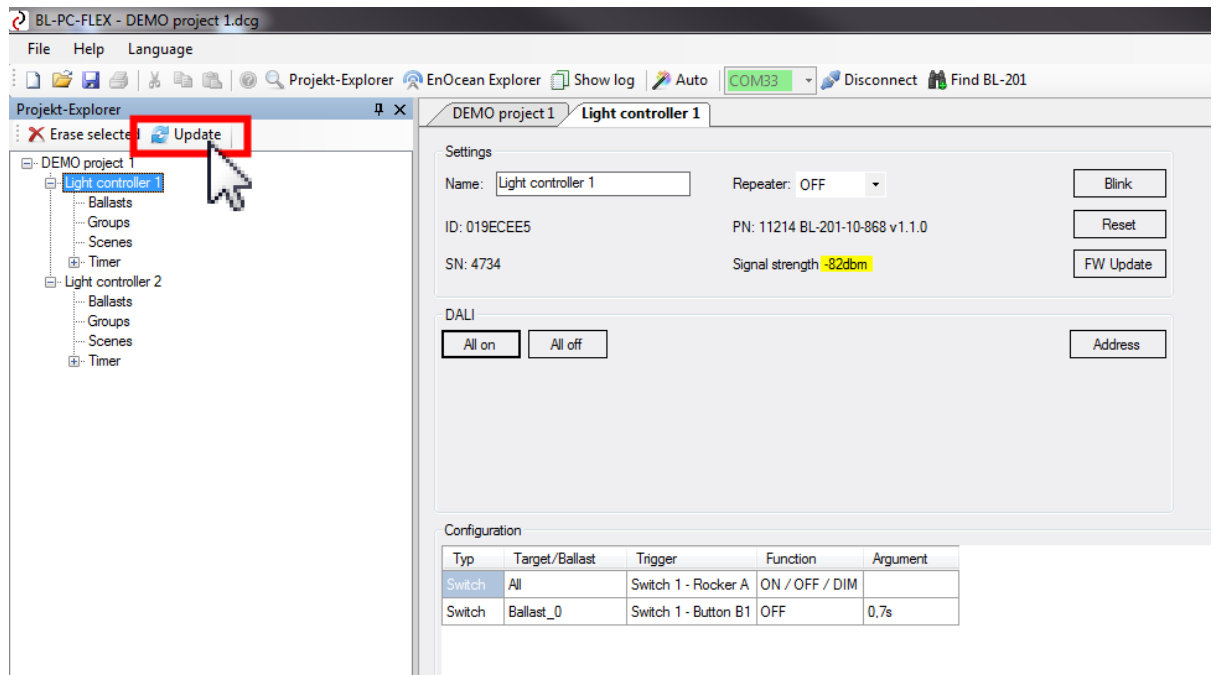 BL-PC-FLEX - DEMO project 1.dcg
File Help Language
Projekt-Explorer EnOcean Explorer Show log Auto COM33 Disconnect Find BL-201
Projekt-Explorer
Erase selected Update
DEMO project 1
Light controller 1
Ballasts
Groups
Scenes
Timer
Light controller 2
Ballasts
Groups
Scenes
Timer
DEMO project 1 Light controller 1
Settings
Name: Light controller 1 Repeater: OFF Blink
ID: 019ECEE5 PN: 11214 BL-201-10-868 v1.1.0 Reset
SN: 4734 Signal strength -82dbm FW Update
DALI
All on All off Address
Configuration
Typ Target/Ballast Trigger Function Argument
Switch All Switch 1 - Rocker A ON / OFF / DIM
Switch Ballast_0 Switch 1 - Button B1 OFF 0,7s